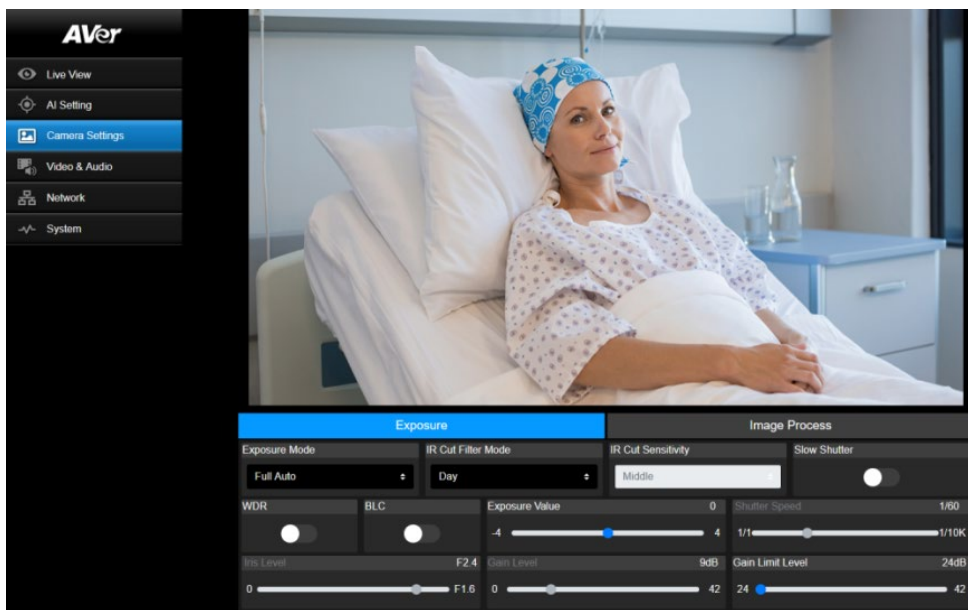 AVer
Live View
AI Setting
Camera Settings
Video & Audio
Network
System
Exposure
Image Process
Exposure Mode
IR Cut Filter Mode
IR Cut Sensitivity
Slow Shutter
Full Auto
Day
Middle
WDR
BLC
Exposure Value 0
Shutter Speed 1/60
-4 4
1/1 1/10K
Iris Level F2.4
Gain Level 9dB
Gain Limit Level 24dB
0 F1.6
0 42
24 42